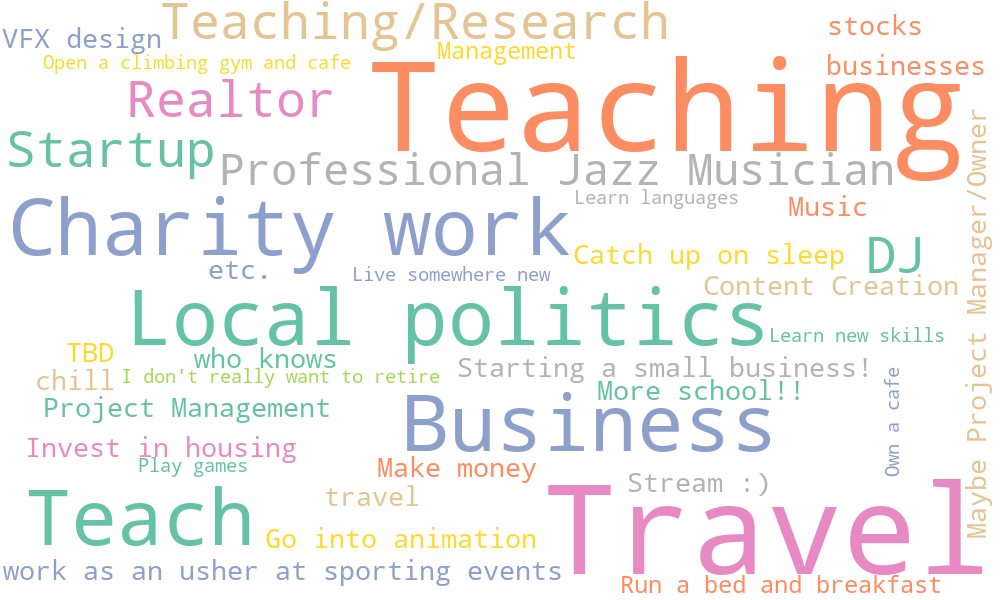 Teaching/Research
stocks
VFX design
Management
Open a climbing gym and cafe
businesses
Realtor
Teaching
Startup
Professional Jazz Musician
Learn languages
Music
Charity work
Catch up on sleep
DJ
etc.
Live somewhere new
Content Creation
Maybe Project Manager/Owner
Local politics
Learn new skills
TBD
who knows
Starting a small business!
chill
I don't really want to retire
More school!!
Project Management
Business
Own a cafe
Invest in housing
Play games
Make money
Stream :)
Teach
travel
Travel
Go into animation
work as an usher at sporting events
Run a bed and breakfast